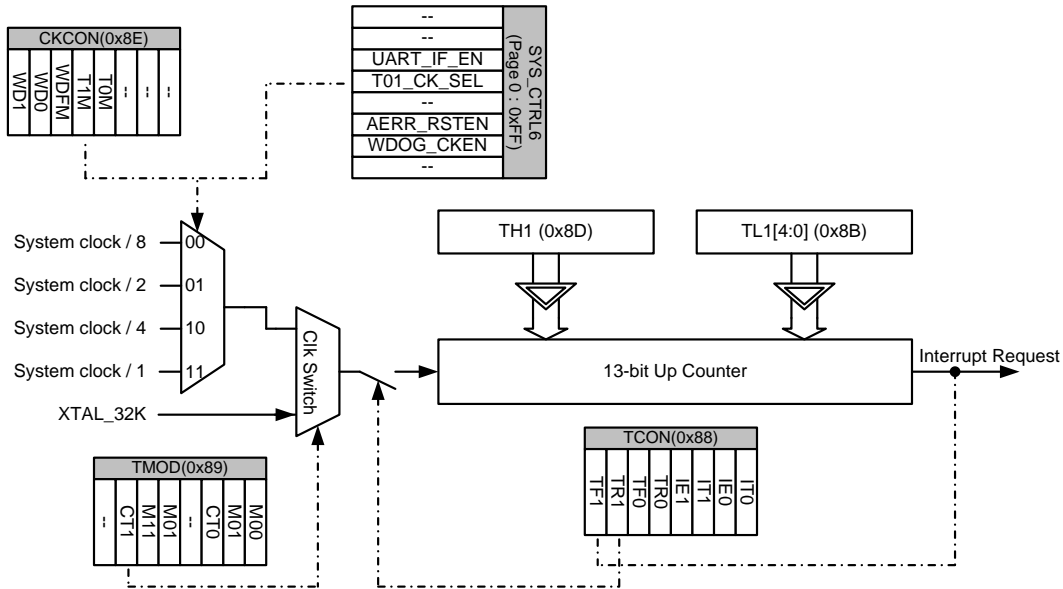 CKCON(0x8E)
WD1
WD0
WDFM
T1M
T0M
--
--
--
--
--
UART_IF_EN
T01_CK_SEL
--
AERR_RSTEN
WDOG_CKEN
--
SYS_CTRL6
(Page 0 : 0xFF)
System clock / 8
00
System clock / 2
01
System clock / 4
10
System clock / 1
11
XTAL_32K
Clk Switch
TH1 (0x8D)
TL1[4:0] (0x8B)
13-bit Up Counter
Interrupt Request
TMOD(0x89)
--
CT1
M11
M01
--
CT0
M01
M00
TCON(0x88)
TF1
TR1
TF0
TR0
IE1
IT1
IE0
IT0